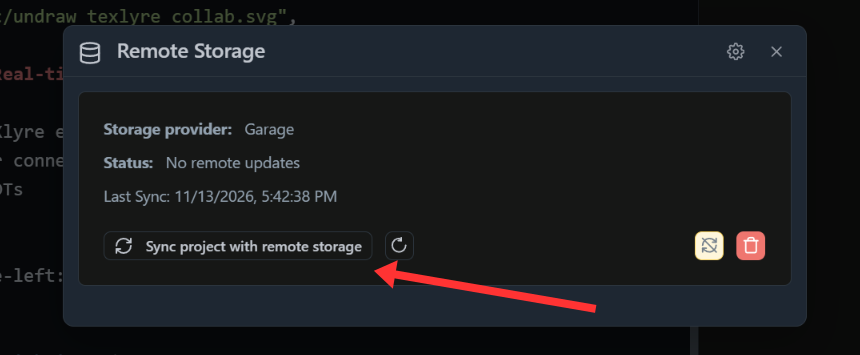 :/undraw texlyre collab.svg",
Remote Storage
Real-ti
Storage provider: Garage
Xlyre e
Status: No remote updates
r conne
OTs
Last Sync: 11/13/2026, 5:42:38 PM
Sync project with remote storage
e-left: